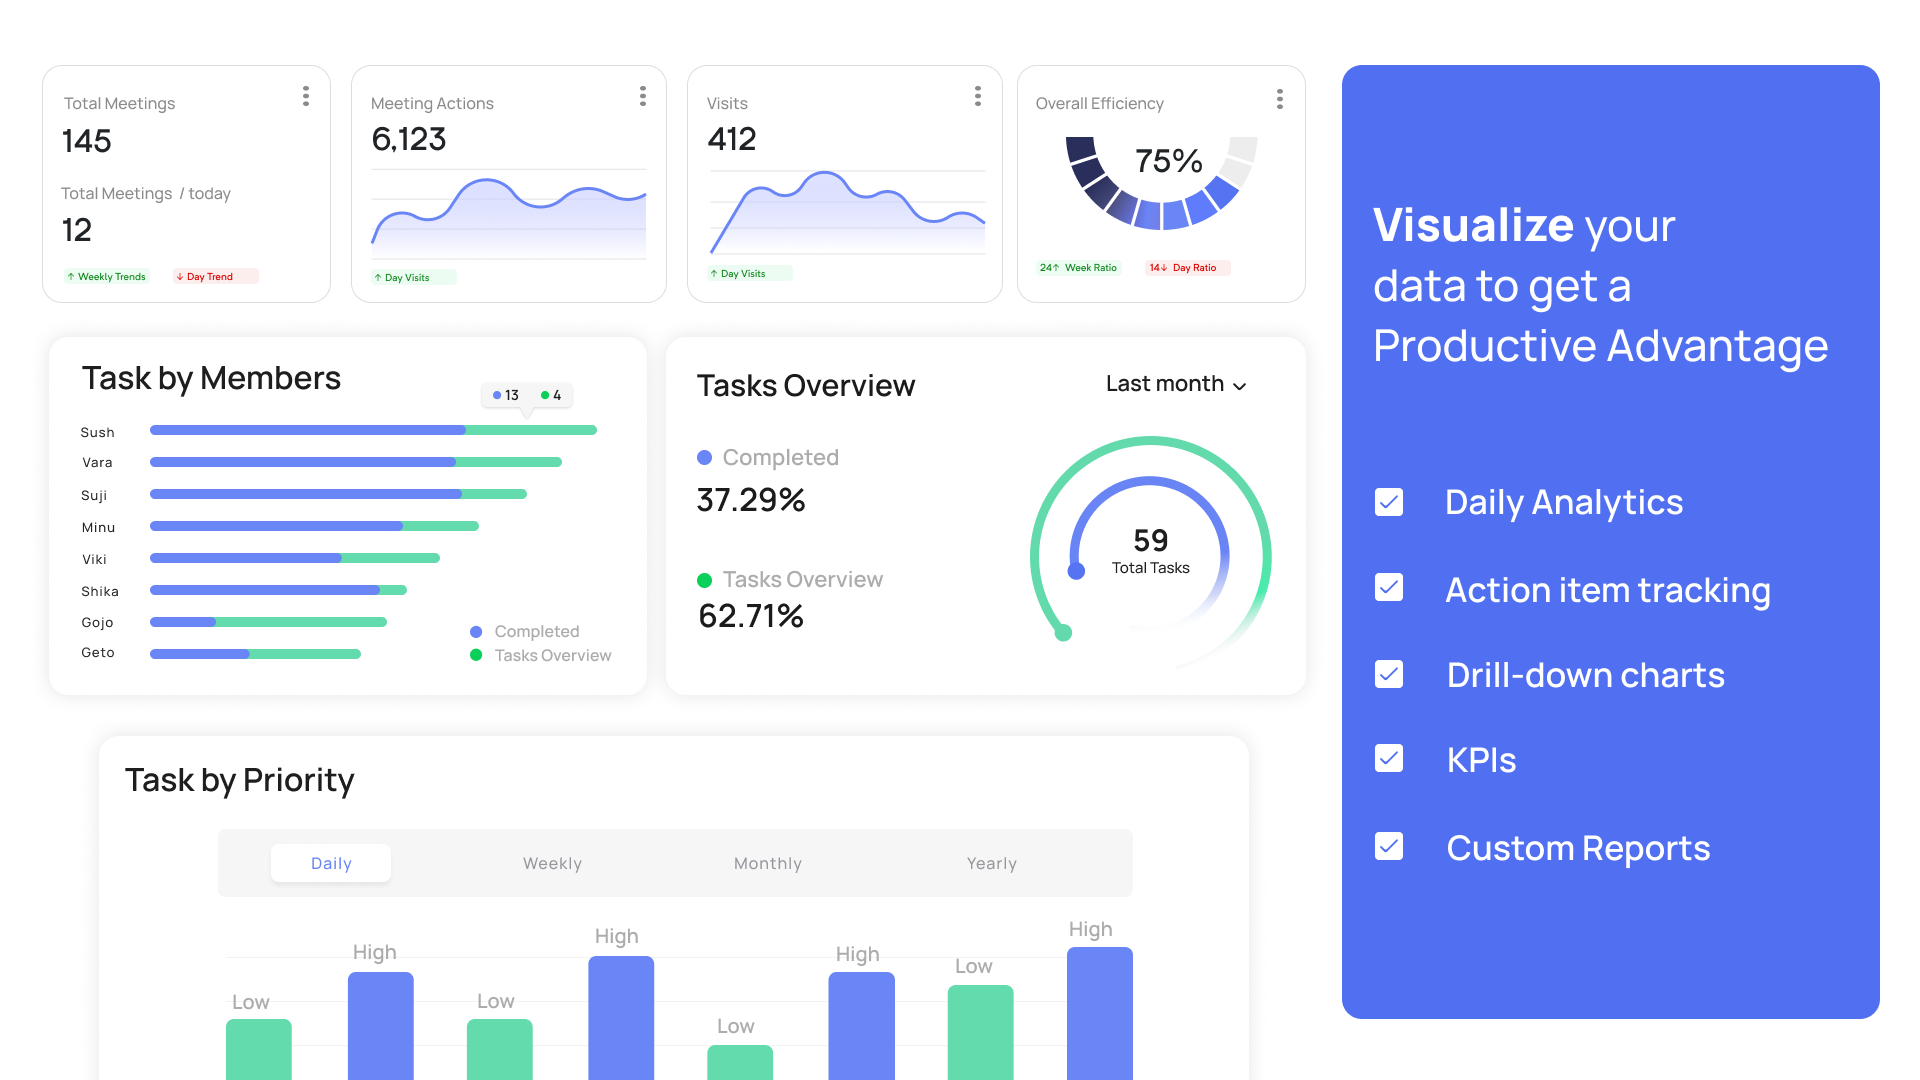 Total Meetings
145
Total Meetings / today
12
↑ Weekly Trends
↓ Day Trend
Meeting Actions
6,123
↑ Day Visits
Visits
412
↑ Day Visits
Overall Efficiency
75%
24↑ Week Ratio
14↓ Day Ratio
Task by Members
13 4
Sush
Vara
Suji
Minu
Viki
Shika
Gojo
Geto
Completed
Tasks Overview
Tasks Overview
Last month
Completed
37.29%
Tasks Overview
62.71%
59
Total Tasks
Task by Priority
Daily Weekly Monthly Yearly
Low
High
Low
High
Low
High
Low
High
Visualize your
data to get a
Productive Advantage
Daily Analytics
Action item tracking
Drill-down charts
KPIs
Custom Reports